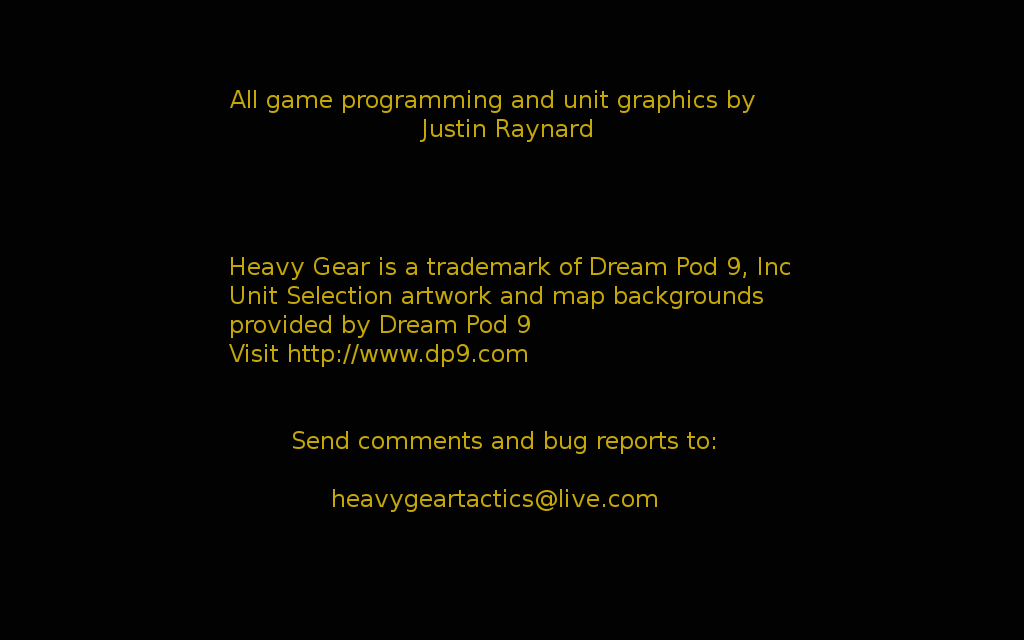 All game programming and unit graphics by
Justin Raynard
Heavy Gear is a trademark of Dream Pod 9, Inc
Unit Selection artwork and map backgrounds
provided by Dream Pod 9
Visit http://www.dp9.com
Send comments and bug reports to:
heavygeartactics@live.com